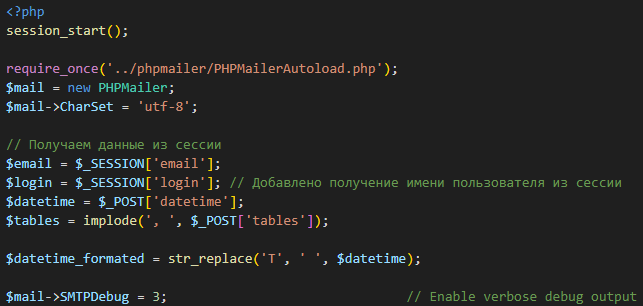 <?php
session_start();
require_once('../phpmailer/PHPMailerAutoload.php');
$mail = new PHPMailer;
$mail->CharSet = 'utf-8';
// Получаем данные из сессии
$email = $_SESSION['email'];
$login = $_SESSION['login']; // Добавлено получение имени пользователя из сессии
$datetime = $_POST['datetime'];
$tables = implode(', ', $_POST['tables']);
$datetime_formated = str_replace('T', ' ', $datetime);
$mail->SMTPDebug = 3; // Enable verbose debug output